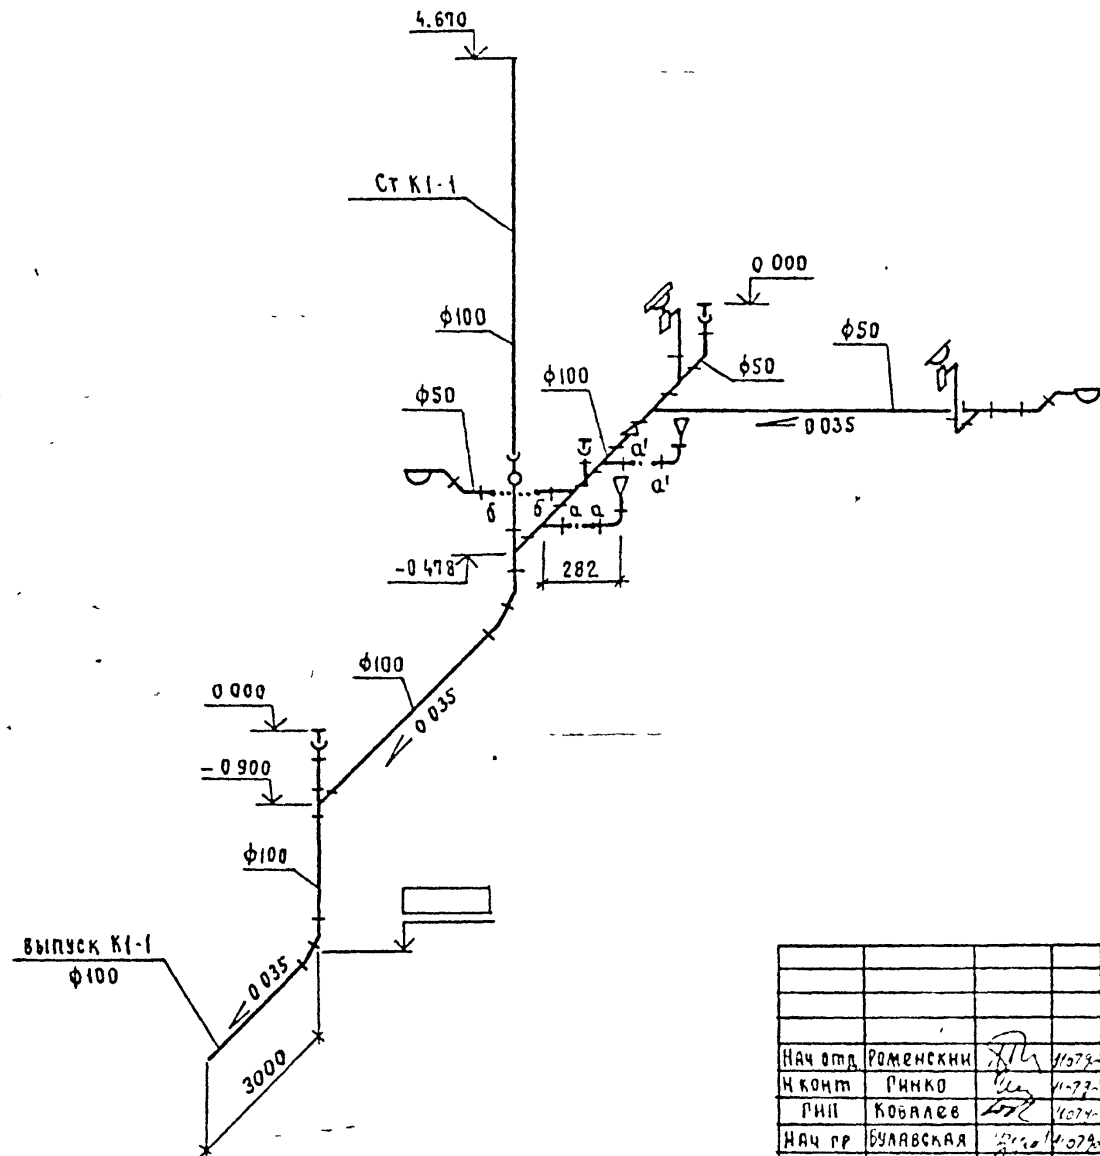 4.670
Ст К1-1
0 000
ф100
ф50
ф50
ф100
ф50
0 035
а'
а'
б
б
а
а
-0 478
282
ф100
0 035
0 000
-0 900
ф100
Выпуск К1-1
ф100
0 035
3000
Нач отд Роменский
Н конт Гинко
ГИП Ковалев
Нач гр Булавская